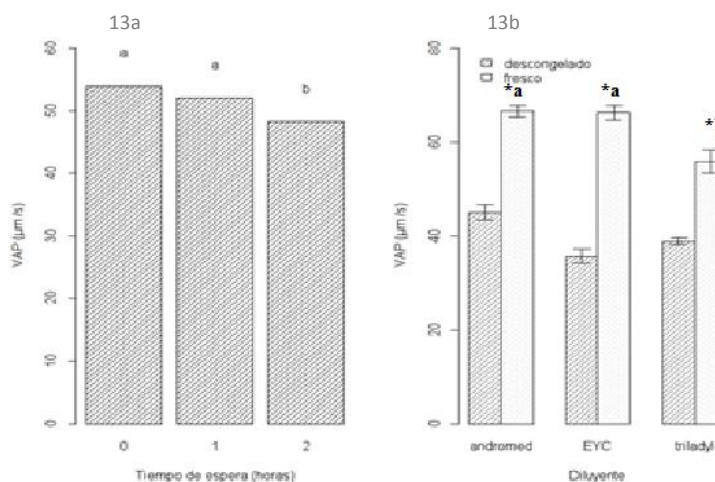 13a
13b
a
a
b
VAP (µm/s)
0
10
20
30
40
50
60
0
1
2
Tiempo de espera (horas)
descongelado
fresco
*a
*a
*
VAP (µm/s)
0
20
40
60
80
andromed
EYC
triladyl
Diluyente